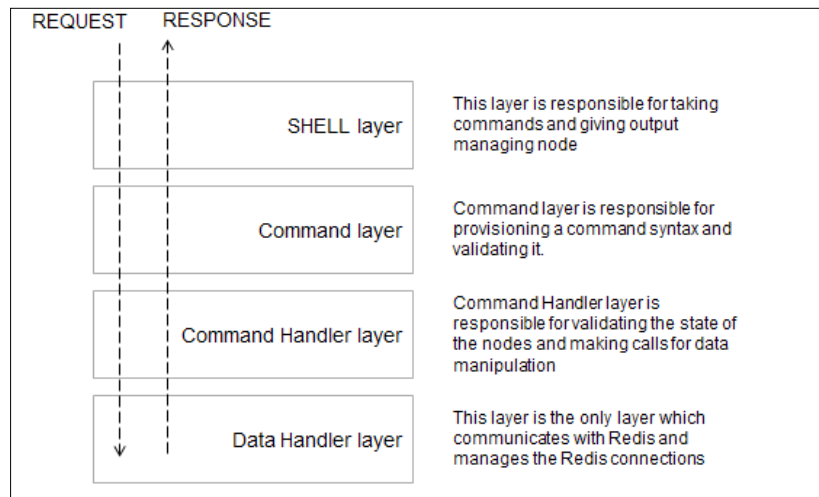 REQUEST RESPONSE
SHELL layer
This layer is responsible for taking
commands and giving output
managing node
Command layer
Command layer is responsible for
provisioning a command syntax and
validating it.
Command Handler layer
Command Handler layer is
responsible for validating the state of
the nodes and making calls for data
manipulation
Data Handler layer
This layer is the only layer which
communicates with Redis and
manages the Redis connections